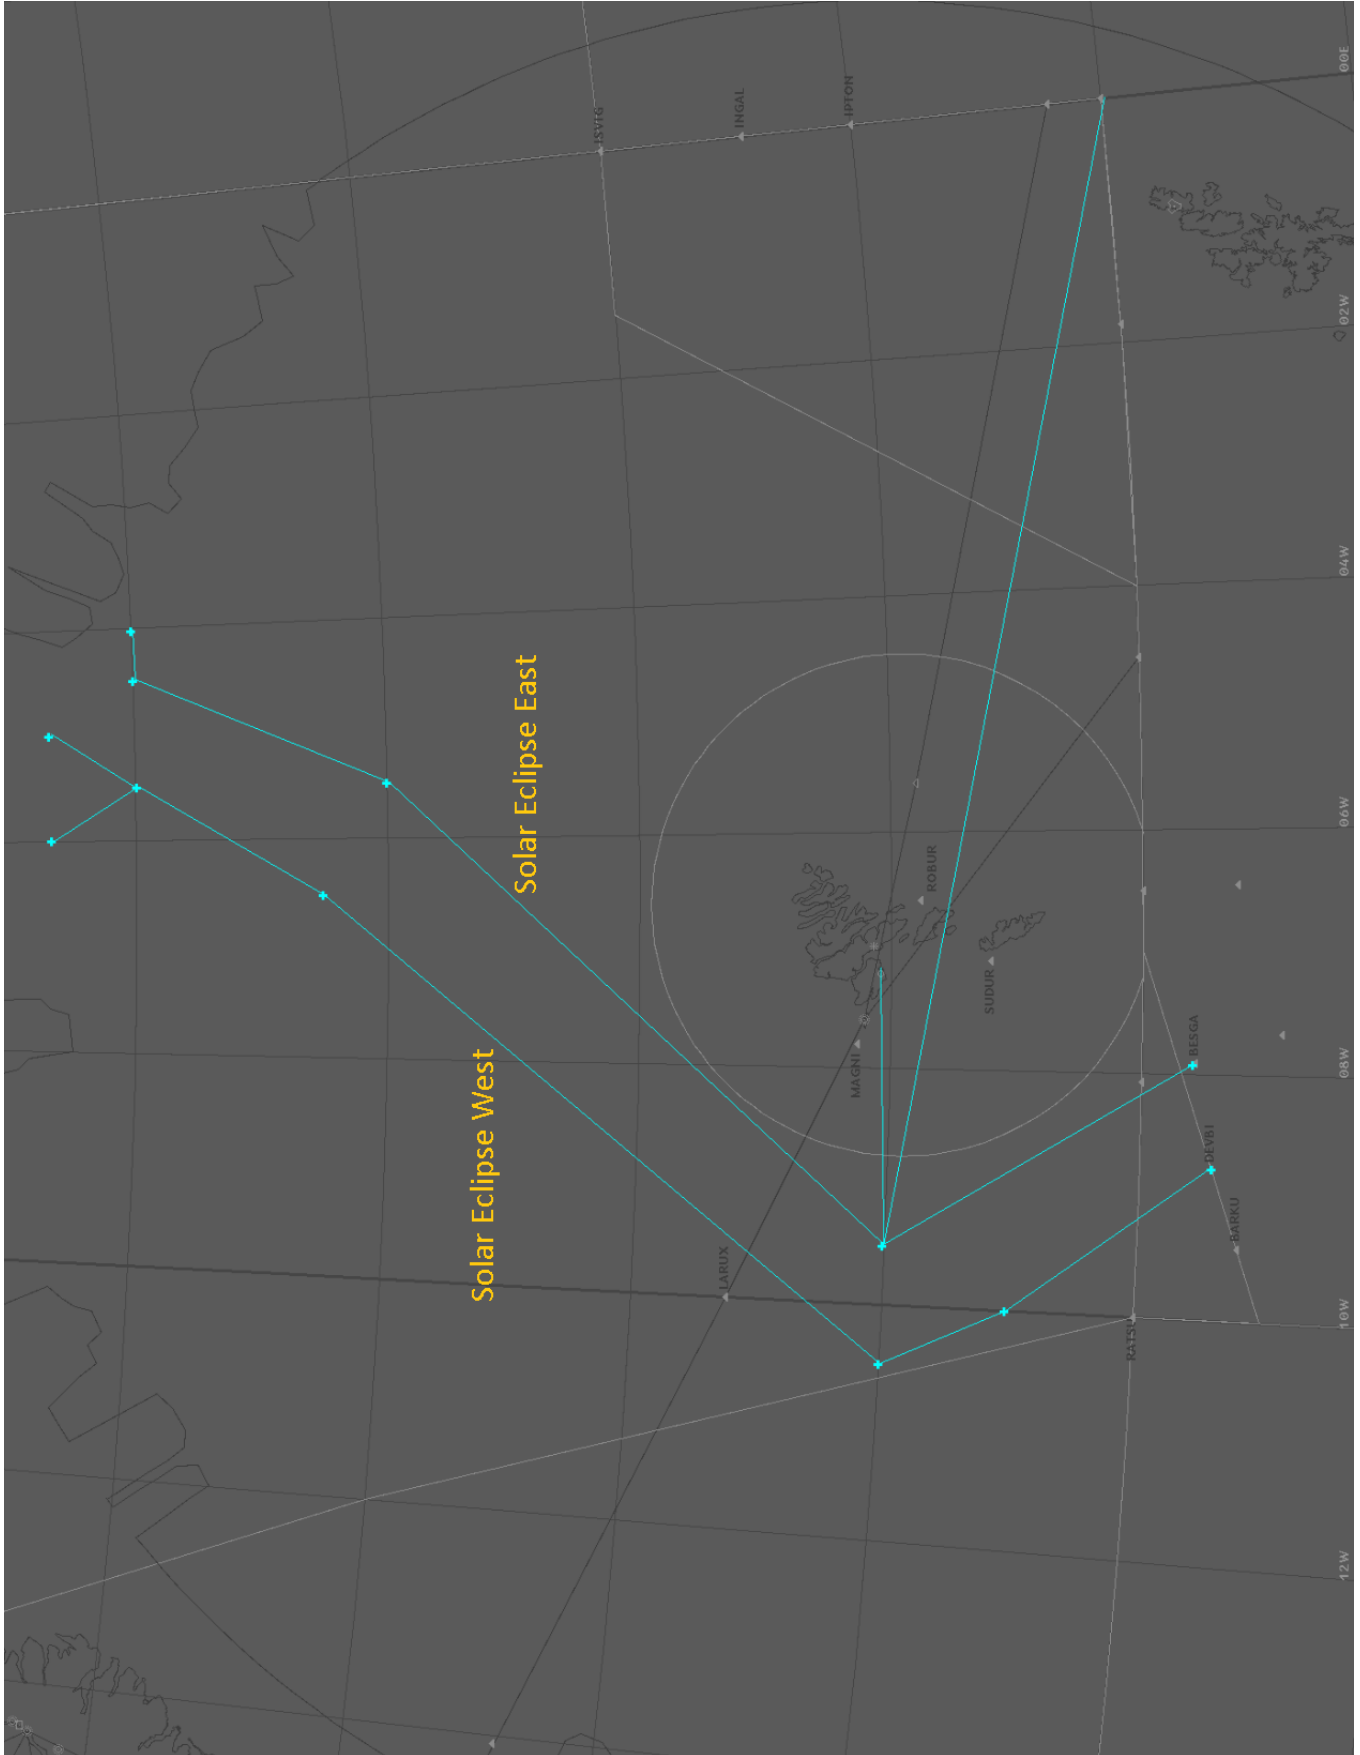 ISVIG
INGAL
IPTON
00E
02W
04W
Solar Eclipse East
06W
ROBUR
SUDUR
MAGNI
BESGA
08W
Solar Eclipse West
DEVBI
BARKU
LARUX
RATSU
10W
12W